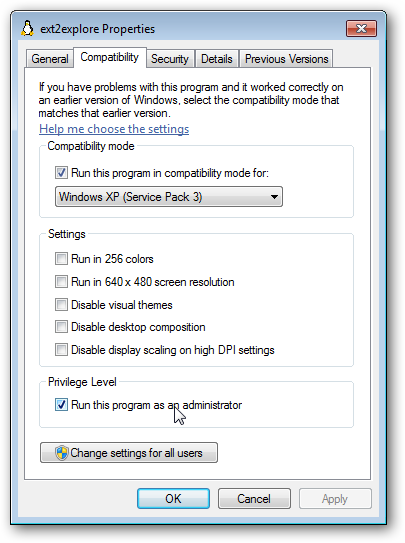 ext2explore Properties
General Compatibility Security Details Previous Versions
If you have problems with this program and it worked correctly on
an earlier version of Windows, select the compatibility mode that
matches that earlier version.
Help me choose the settings
Compatibility mode
Run this program in compatibility mode for:
Windows XP (Service Pack 3)
Settings
Run in 256 colors
Run in 640 x 480 screen resolution
Disable visual themes
Disable desktop composition
Disable display scaling on high DPI settings
Privilege Level
Run this program as an administrator
Change settings for all users
OK Cancel Apply